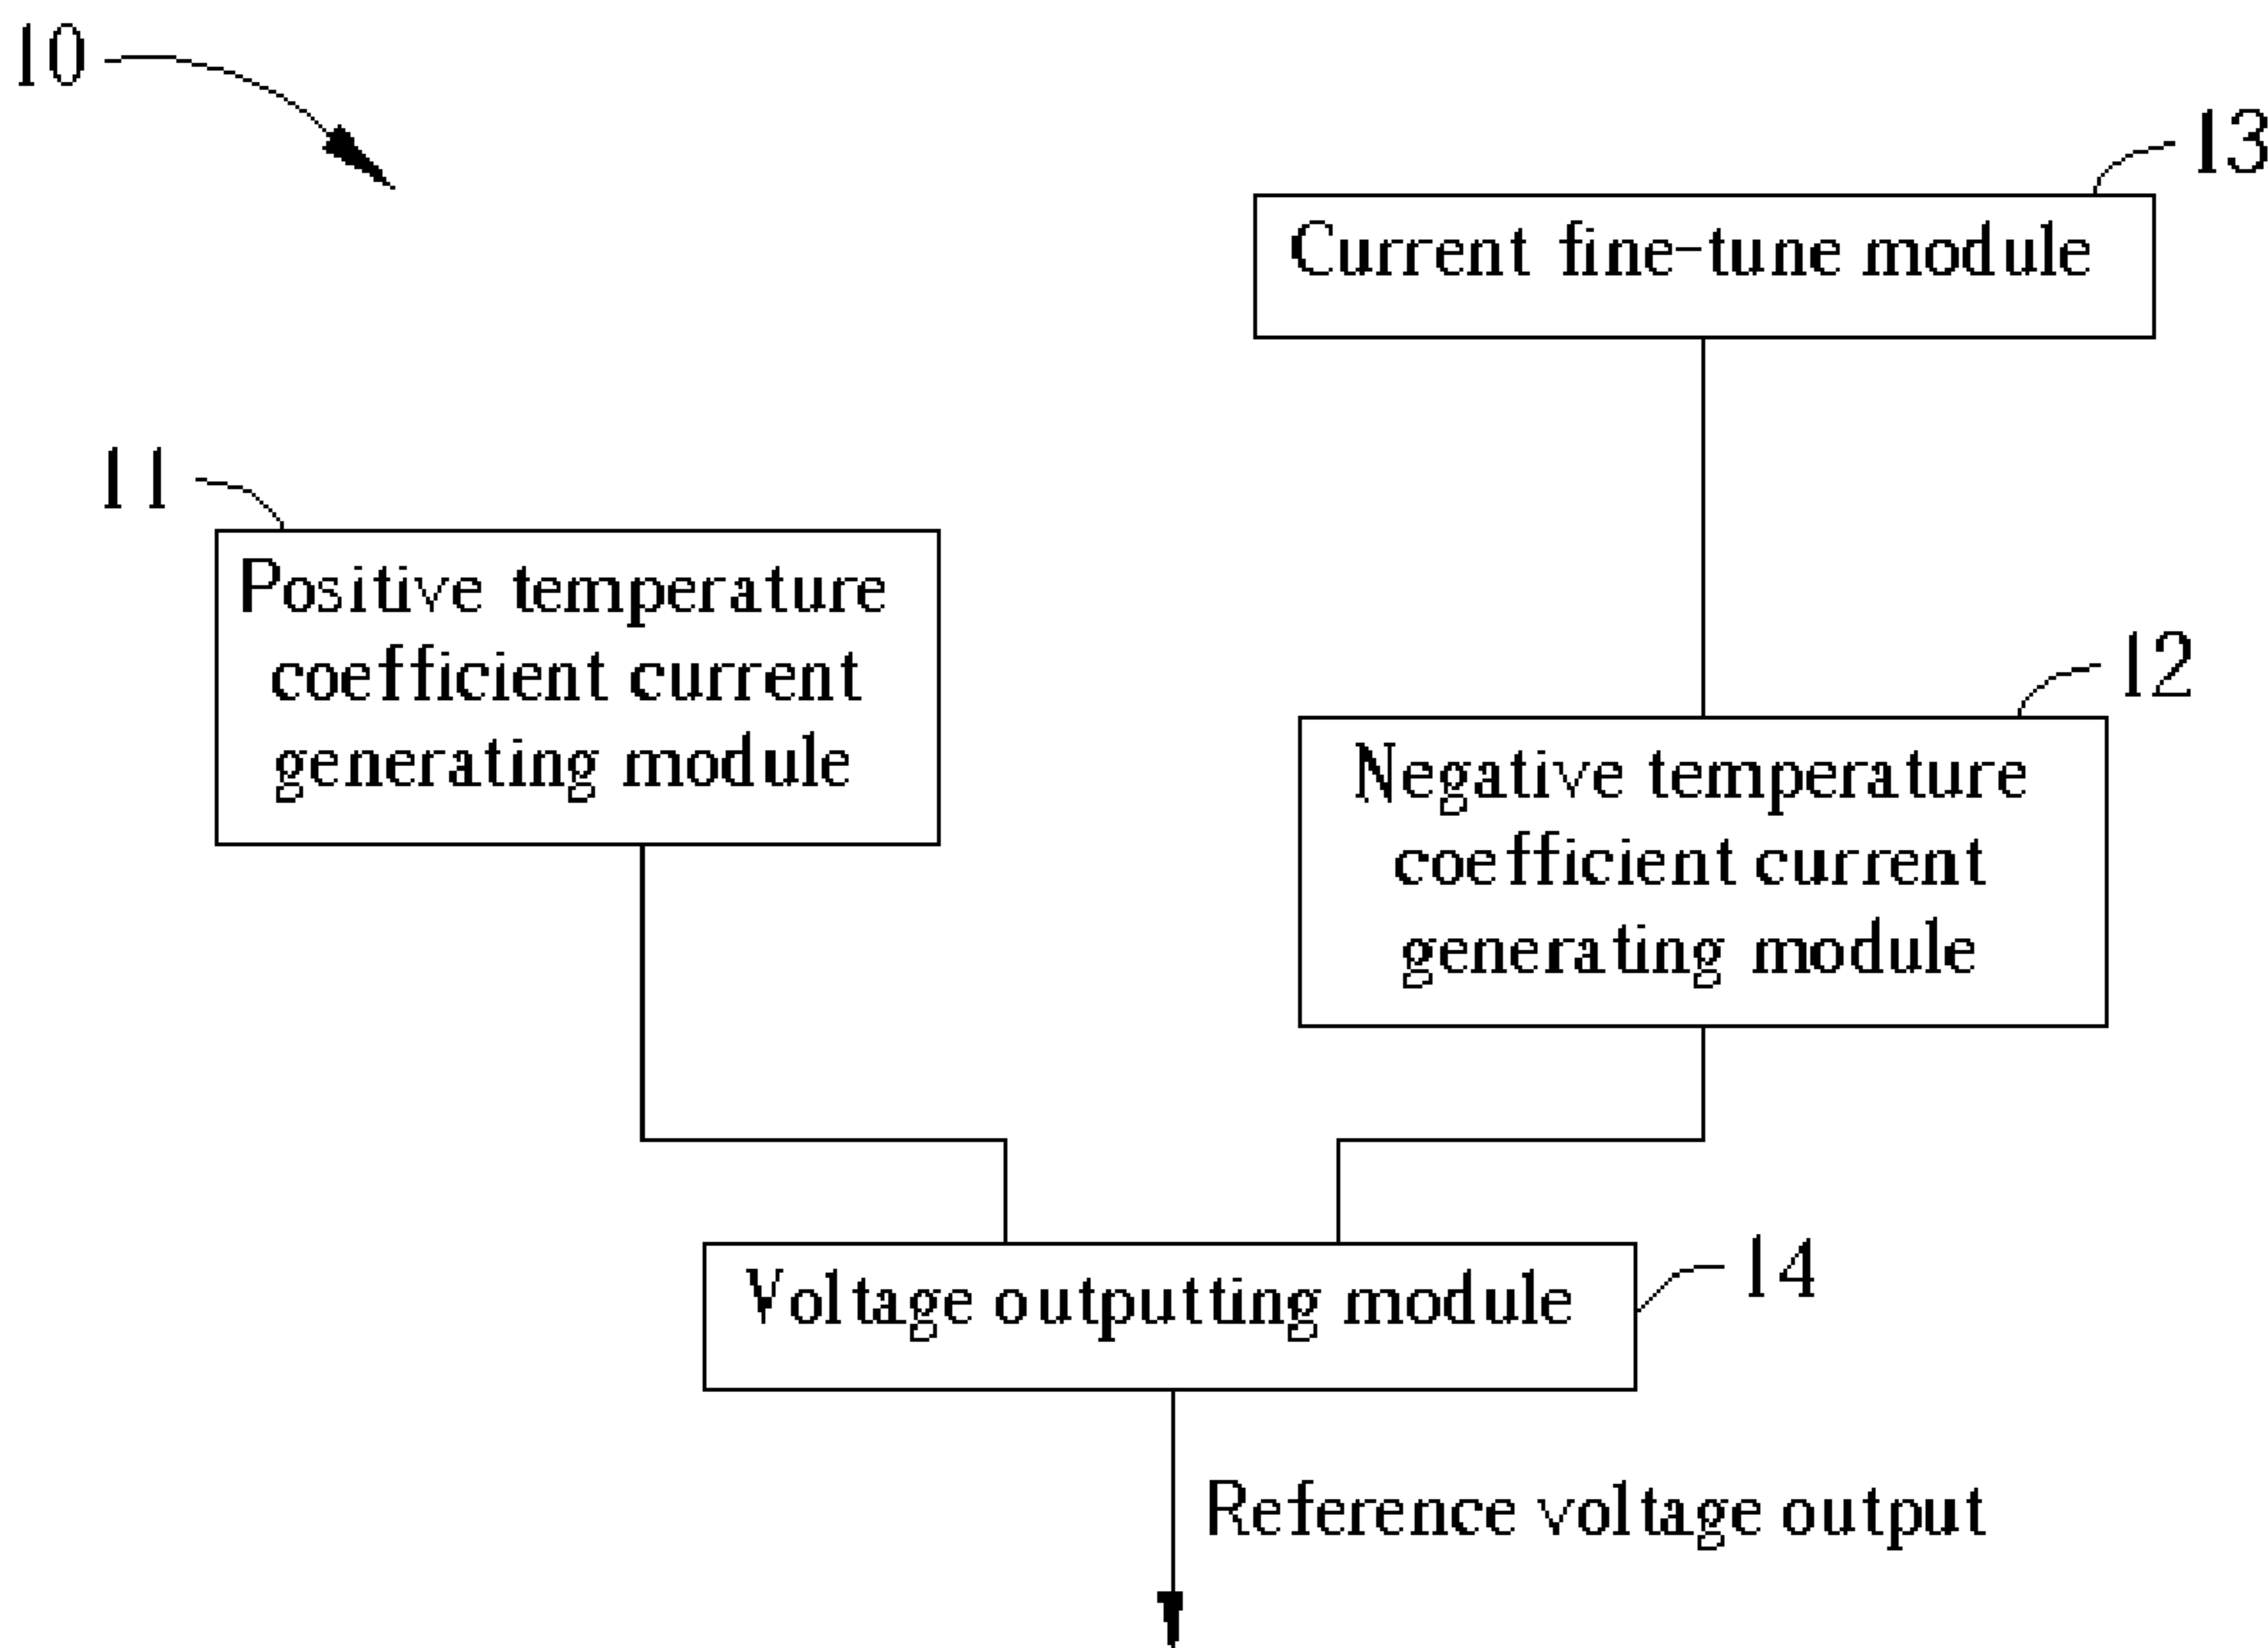 10
13
Current fine-tune module
11
Positive temperature
coefficient current
generating module
12
Negative temperature
coefficient current
generating module
Voltage outputting module
14
Reference voltage output